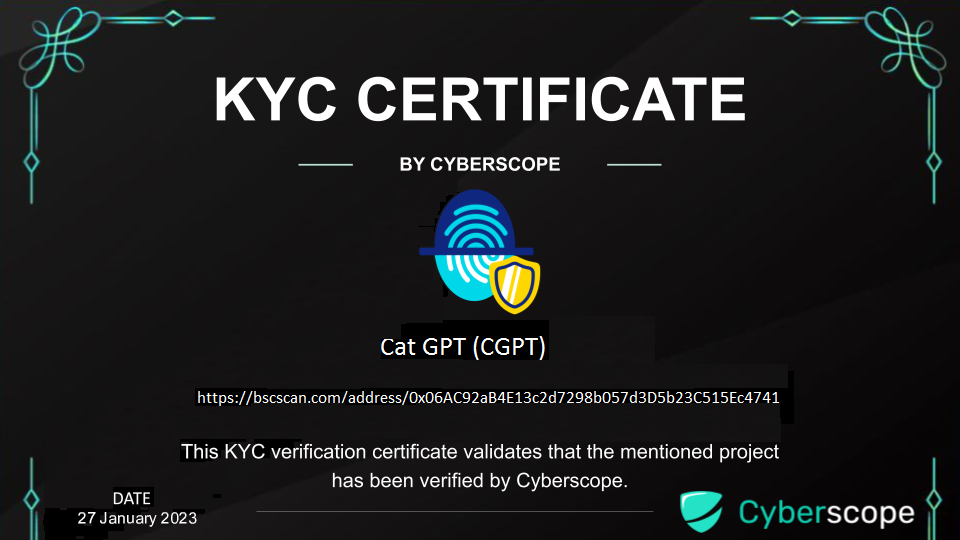 KYC CERTIFICATE
BY CYBERSCOPE
Cat GPT (CGPT)
https://bscscan.com/address/0x06AC92aB4E13c2d7298b057d3D5b23C515Ec4741
This KYC verification certificate validates that the mentioned project
has been verified by Cyberscope.
DATE
27 January 2023
Cyberscope